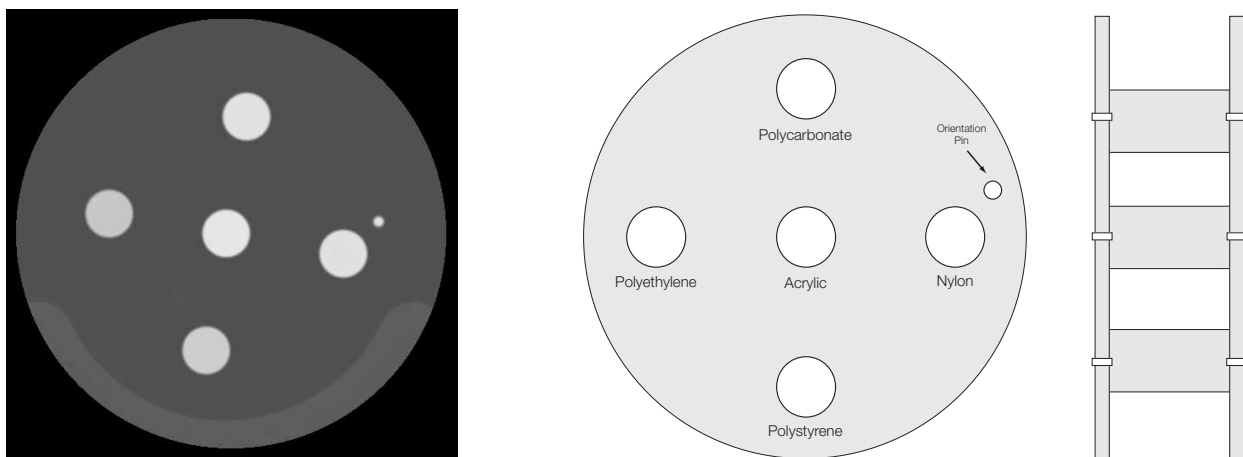 Polycarbonate
Orientation
Pin
Polyethylene
Acrylic
Nylon
Polystyrene